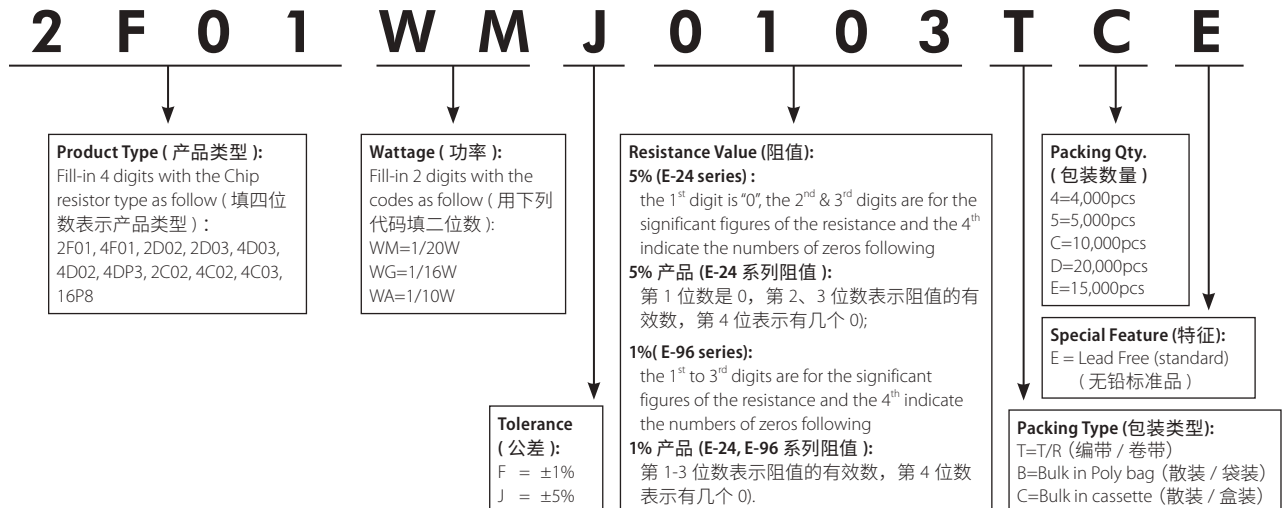 2 F 0 1 W M J 0 1 0 3 T C E
Product Type ( 产品类型 ):
Fill-in 4 digits with the Chip
resistor type as follow ( 填四位
数表示产品类型 ) :
2F01, 4F01, 2D02, 2D03, 4D03,
4D02, 4DP3, 2C02, 4C02, 4C03,
16P8
Wattage ( 功率 ):
Fill-in 2 digits with the
codes as follow ( 用下列
代码填二位数 ):
WM=1/20W
WG=1/16W
WA=1/10W
Tolerance
( 公差 ):
F = ±1%
J = ±5%
Resistance Value (阻值):
5% (E-24 series) :
the 1st digit is "0", the 2nd & 3rd digits are for the
significant figures of the resistance and the 4th
indicate the numbers of zeros following
5% 产品 (E-24 系列阻值 ):
第 1 位数是 0，第 2、3 位数表示阻值的有
效数，第 4 位表示有几个 0);
1%( E-96 series):
the 1st to 3rd digits are for the significant
figures of the resistance and the 4th indicate
the numbers of zeros following
1% 产品 (E-24, E-96 系列阻值 ):
第 1-3 位数表示阻值的有效数，第 4 位数
表示有几个 0).
Packing Qty.
( 包装数量 )
4=4,000pcs
5=5,000pcs
C=10,000pcs
D=20,000pcs
E=15,000pcs
Special Feature (特征):
E = Lead Free (standard)
( 无铅标准品 )
Packing Type (包装类型):
T=T/R（编带 / 卷带）
B=Bulk in Poly bag（散装 / 袋装）
C=Bulk in cassette（散装 / 盒装）